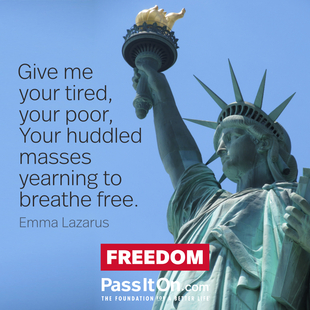 Give me
your tired,
your poor,
Your huddled
masses
yearning to
breathe free.
Emma Lazarus
FREEDOM
PassItOn.com
THE FOUNDATION FOR A BETTER LIFE